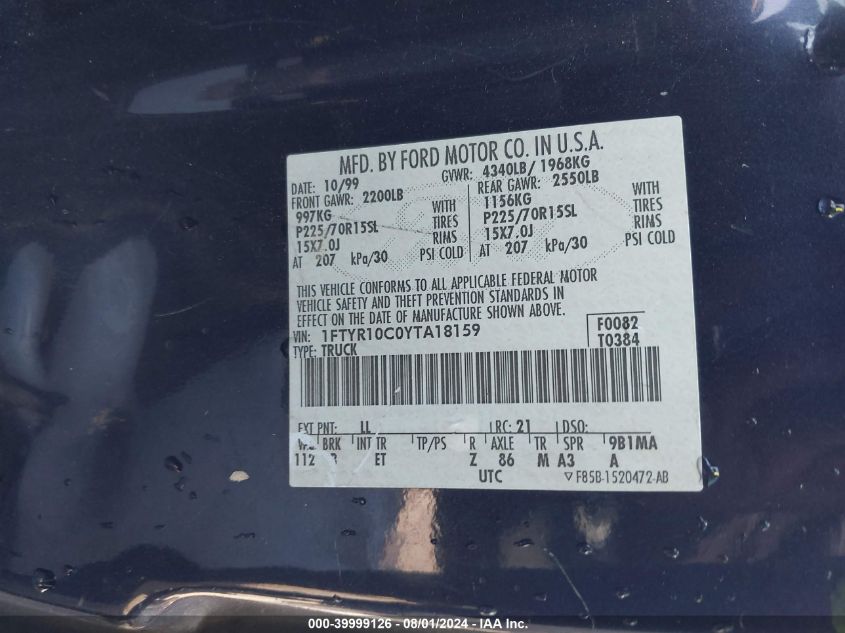 MFD. BY FORD MOTOR CO. IN U.S.A.
DATE: 10/99 GVWR: 4340LB/ 1968KG
FRONT GAWR: 2200LB REAR GAWR: 2550LB
997KG WITH 1156KG WITH
P225/70R15SL TIRES P225/70R15SL TIRES
15X7.0J RIMS 15X7.0J RIMS
AT 207 kPa/30 PSI COLD AT 207 kPa/30 PSI COLD
THIS VEHICLE CONFORMS TO ALL APPLICABLE FEDERAL MOTOR
VEHICLE SAFETY AND THEFT PREVENTION STANDARDS IN
EFFECT ON THE DATE OF MANUFACTURE SHOWN ABOVE.
VIN: 1FTYR10C0YTA18159 F0082
TYPE: TRUCK T0384
EXT PNT: LL RC: 21 DSO:
BRK INT TR TP/PS R AXLE TR SPR 9B1MA
112 ET Z 86 M A3 A
UTC ▽ F85B-1520472-AB
000-39999126 - 08/01/2024 - IAA Inc.